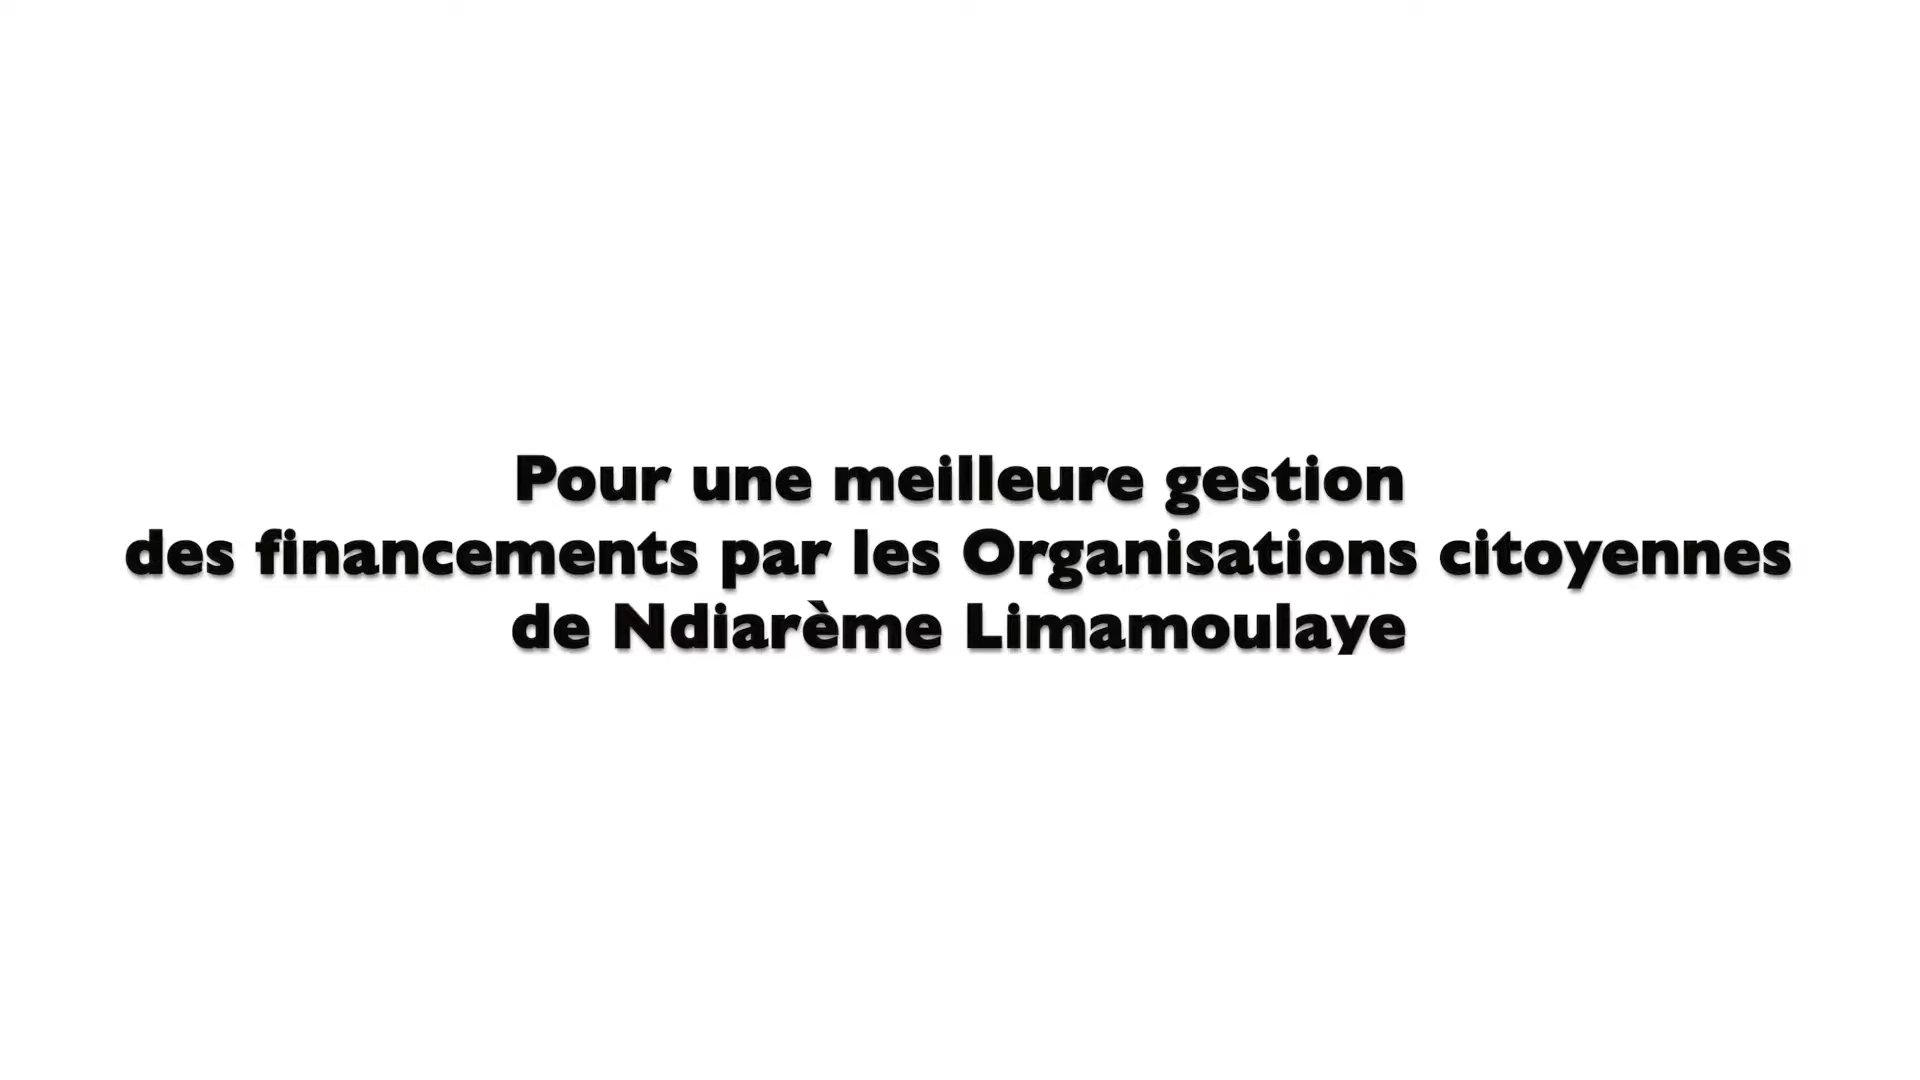 Pour une meilleure gestion
des financements par les Organisations citoyennes
de Ndiarème Limamoulaye